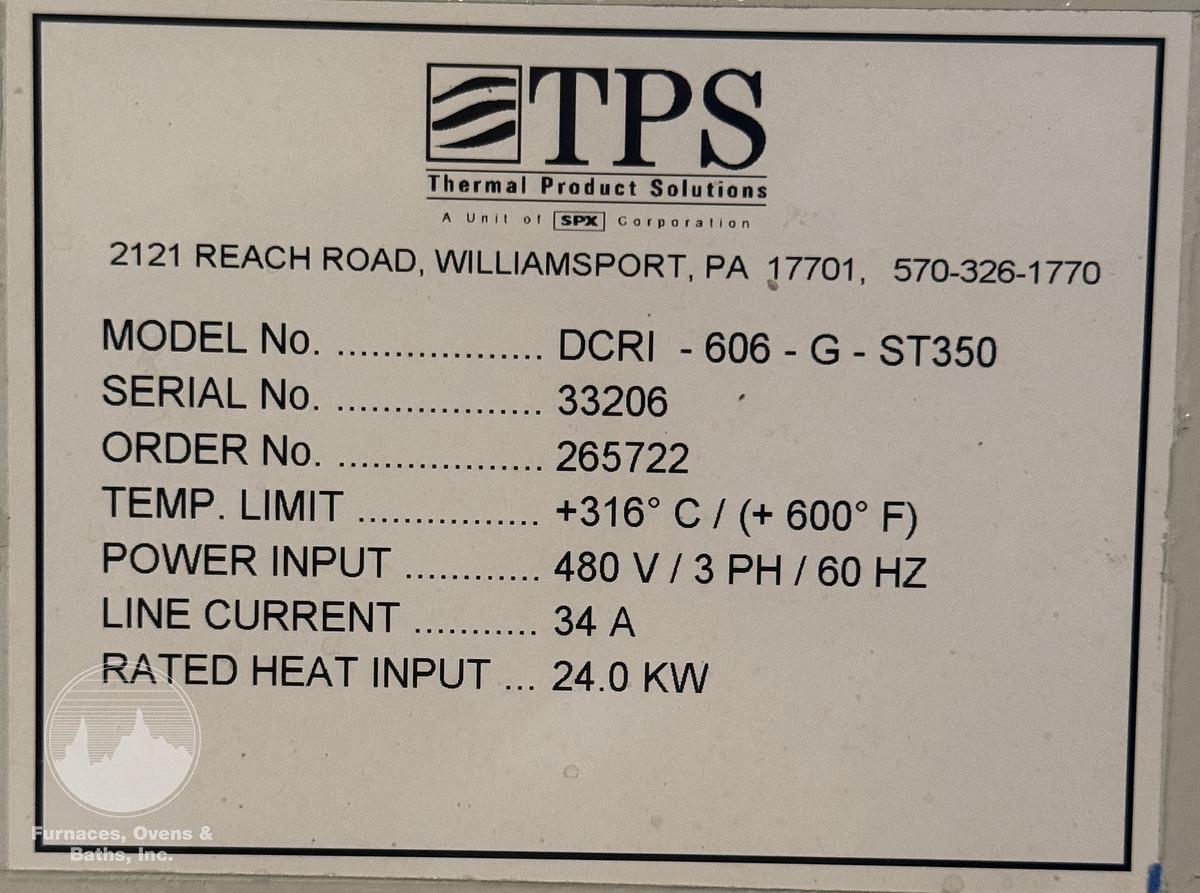 TPS
Thermal Product Solutions
A Unit of SPX Corporation
2121 REACH ROAD, WILLIAMSPORT, PA 17701, 570-326-1770
MODEL No. .................. DCRI - 606 - G - ST350
SERIAL No. .................. 33206
ORDER No. .................. 265722
TEMP. LIMIT ................ +316° C / (+ 600° F)
POWER INPUT ............ 480 V / 3 PH / 60 HZ
LINE CURRENT ........... 34 A
RATED HEAT INPUT ... 24.0 KW
Furnaces, Ovens &
Baths, Inc.